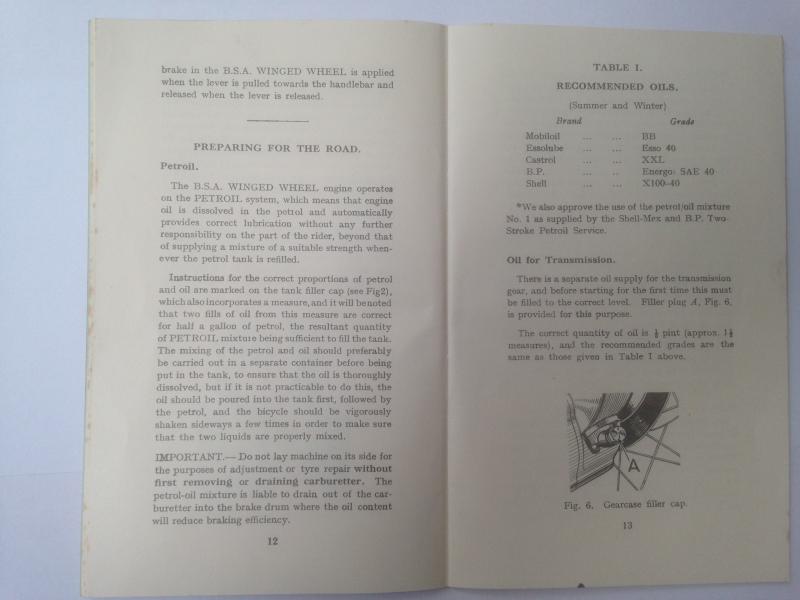 brake in the B.S.A. WINGED WHEEL is applied
when the lever is pulled towards the handlebar and
released when the lever is released.
PREPARING FOR THE ROAD.
Petroil.
The B.S.A. WINGED WHEEL engine operates
on the PETROIL system, which means that engine
oil is dissolved in the petrol and automatically
provides correct lubrication without any further
responsibility on the part of the rider, beyond that
of supplying a mixture of a suitable strength when-
ever the petrol tank is refilled.
Instructions for the correct proportions of petrol
and oil are marked on the tank filler cap (see Fig2),
which also incorporates a measure, and it will be noted
that two fills of oil from this measure are correct
for half a gallon of petrol, the resultant quantity
of PETROIL mixture being sufficient to fill the tank.
The mixing of the petrol and oil should preferably
be carried out in a separate container before being
put in the tank, to ensure that the oil is thoroughly
dissolved, but if it is not practicable to do this, the
oil should be poured into the tank first, followed by
the petrol, and the bicycle should be vigorously
shaken sideways a few times in order to make sure
that the two liquids are properly mixed.
IMPORTANT.— Do not lay machine on its side for
the purposes of adjustment or tyre repair without
first removing or draining carburetter. The
petrol-oil mixture is liable to drain out of the car-
buretter into the brake drum where the oil content
will reduce braking efficiency.
12
TABLE I.
RECOMMENDED OILS.
(Summer and Winter)
Brand Grade
Mobiloil ... ... BB
Essolube ... ... Esso 40
Castrol ... ... XXL
B.P. ... .. Energol SAE 40
Shell ... ... X100-40
*We also approve the use of the petrol/oil mixture
No. 1 as supplied by the Shell-Mex and B.P. Two-
Stroke Petroil Service.
Oil for Transmission.
There is a separate oil supply for the transmission
gear, and before starting for the first time this must
be filled to the correct level. Filler plug A, Fig. 6,
is provided for this purpose.
The correct quantity of oil is pint (approx. 1
measures), and the recommended grades are the
same as those given in Table I above.
A
Fig. 6. Gearcase filler cap.
13